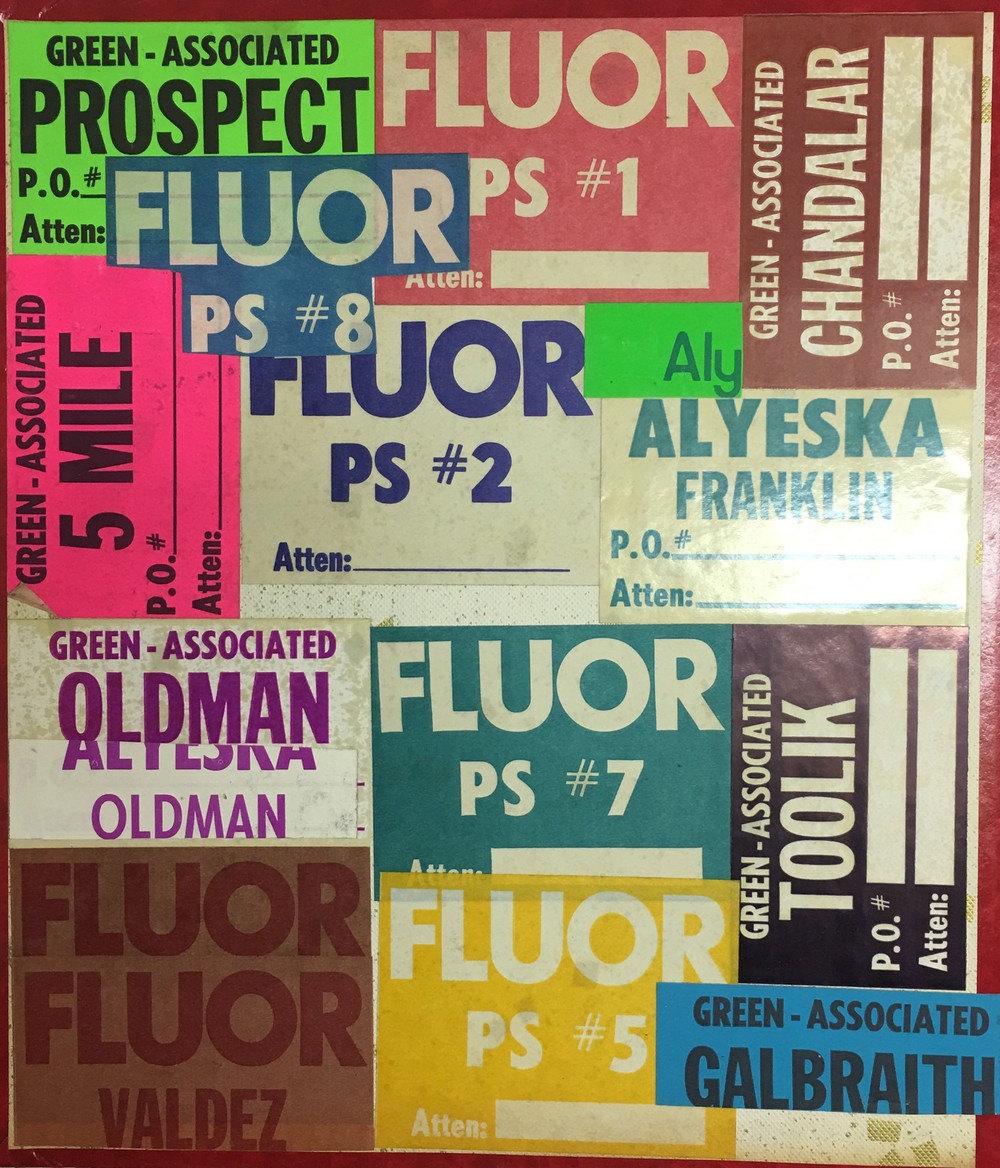 GREEN - ASSOCIATED
PROSPECT
P.O.#
Atten:
FLUOR
PS #1
Atten:
GREEN - ASSOCIATED
CHANDALAR
P.O. #
Atten:
FLUOR
PS #8
GREEN - ASSOCIATED
5 MILE
P.O.#
Atten:
FLUOR
PS #2
Atten:
Aly
ALYESKA
FRANKLIN
P.O.#
Atten:
GREEN - ASSOCIATED
OLDMAN
ALYESKA
OLDMAN
FLUOR
PS #7
Atten:
GREEN - ASSOCIATED
TOOLIK
P.O. #
Atten:
FLUOR
FLUOR
VALDEZ
FLUOR
PS #5
Atten:
GREEN - ASSOCIATED
GALBRAITH